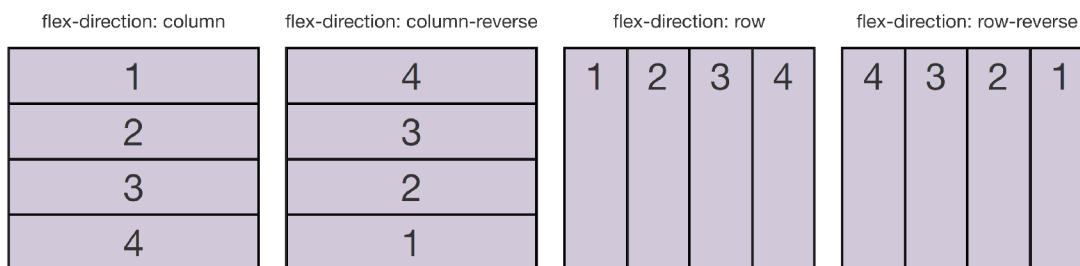 flex-direction: column
1
2
3
4
flex-direction: column-reverse
4
3
2
1
flex-direction: row
1 2 3 4
flex-direction: row-reverse
4 3 2 1